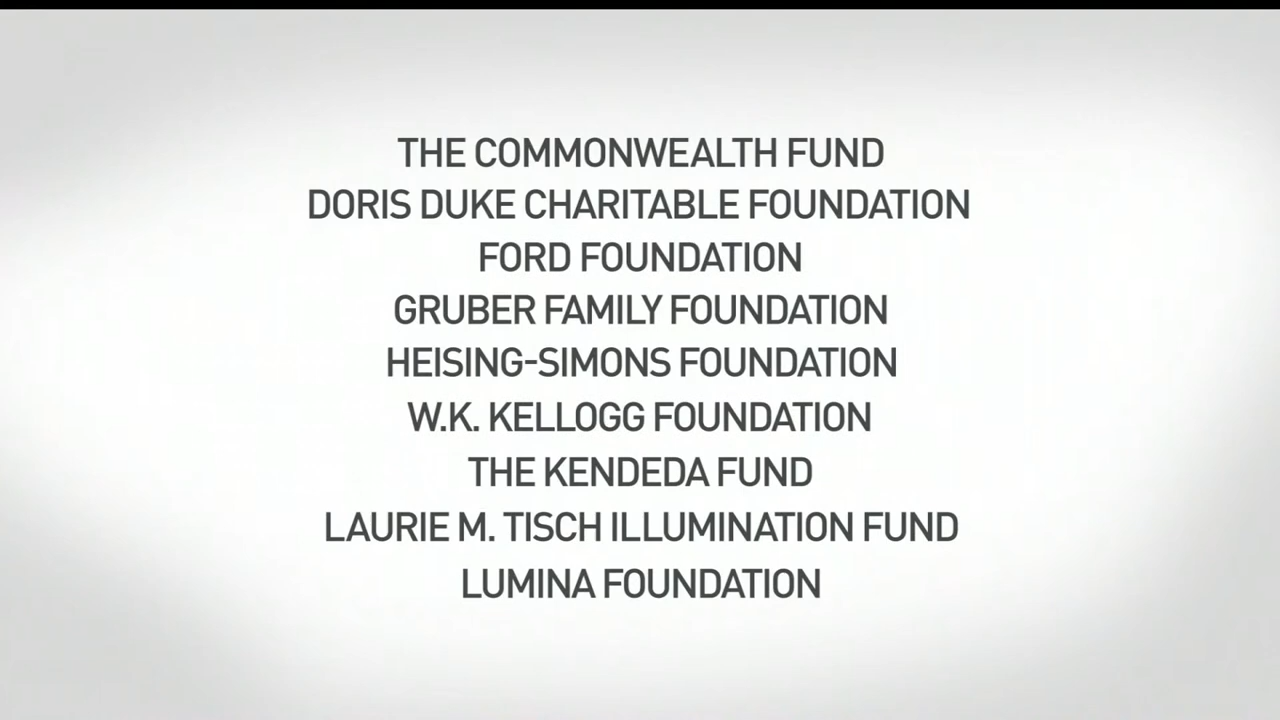 THE COMMONWEALTH FUND
DORIS DUKE CHARITABLE FOUNDATION
FORD FOUNDATION
GRUBER FAMILY FOUNDATION
HEISING-SIMONS FOUNDATION
W.K. KELLOGG FOUNDATION
THE KENDEDA FUND
LAURIE M. TISCH ILLUMINATION FUND
LUMINA FOUNDATION